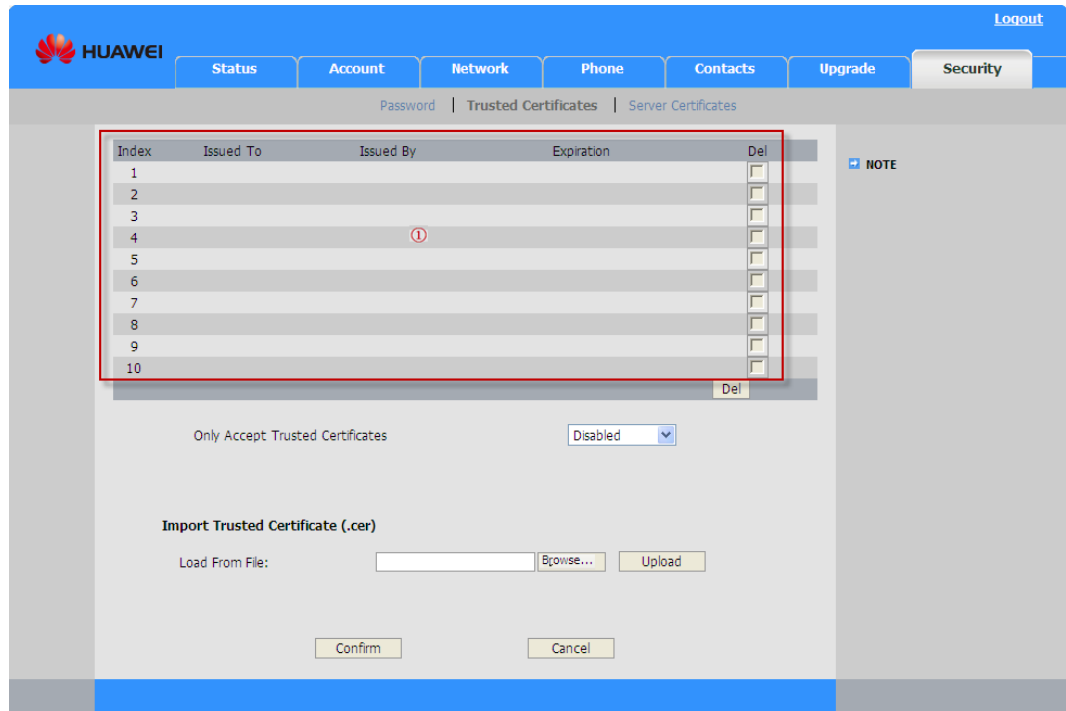 Logout
HUAWEI
Status Account Network Phone Contacts Upgrade Security
Password | Trusted Certificates | Server Certificates
Index Issued To Issued By Expiration Del
NOTE
1
2
3
4 ①
5
6
7
8
9
10
Del
Only Accept Trusted Certificates Disabled
Import Trusted Certificate (.cer)
Load From File: Browse... Upload
Confirm Cancel